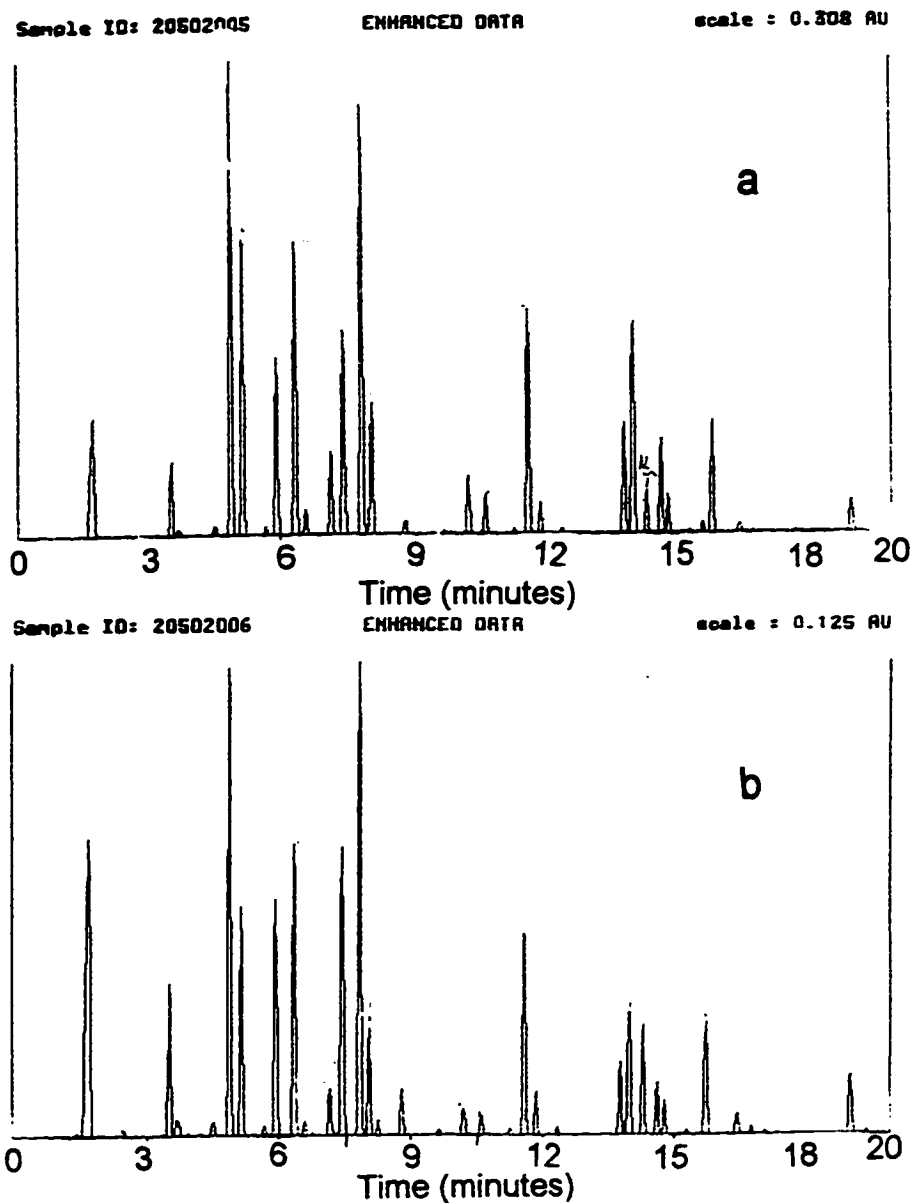 Sample ID: 20502005 ENHANCED DATA scale : 0.308 AU
a
0 3 6 9 12 15 18 20
Time (minutes)
Sample ID: 20502006 ENHANCED DATA scale : 0.125 AU
b
0 3 6 9 12 15 18 20
Time (minutes)